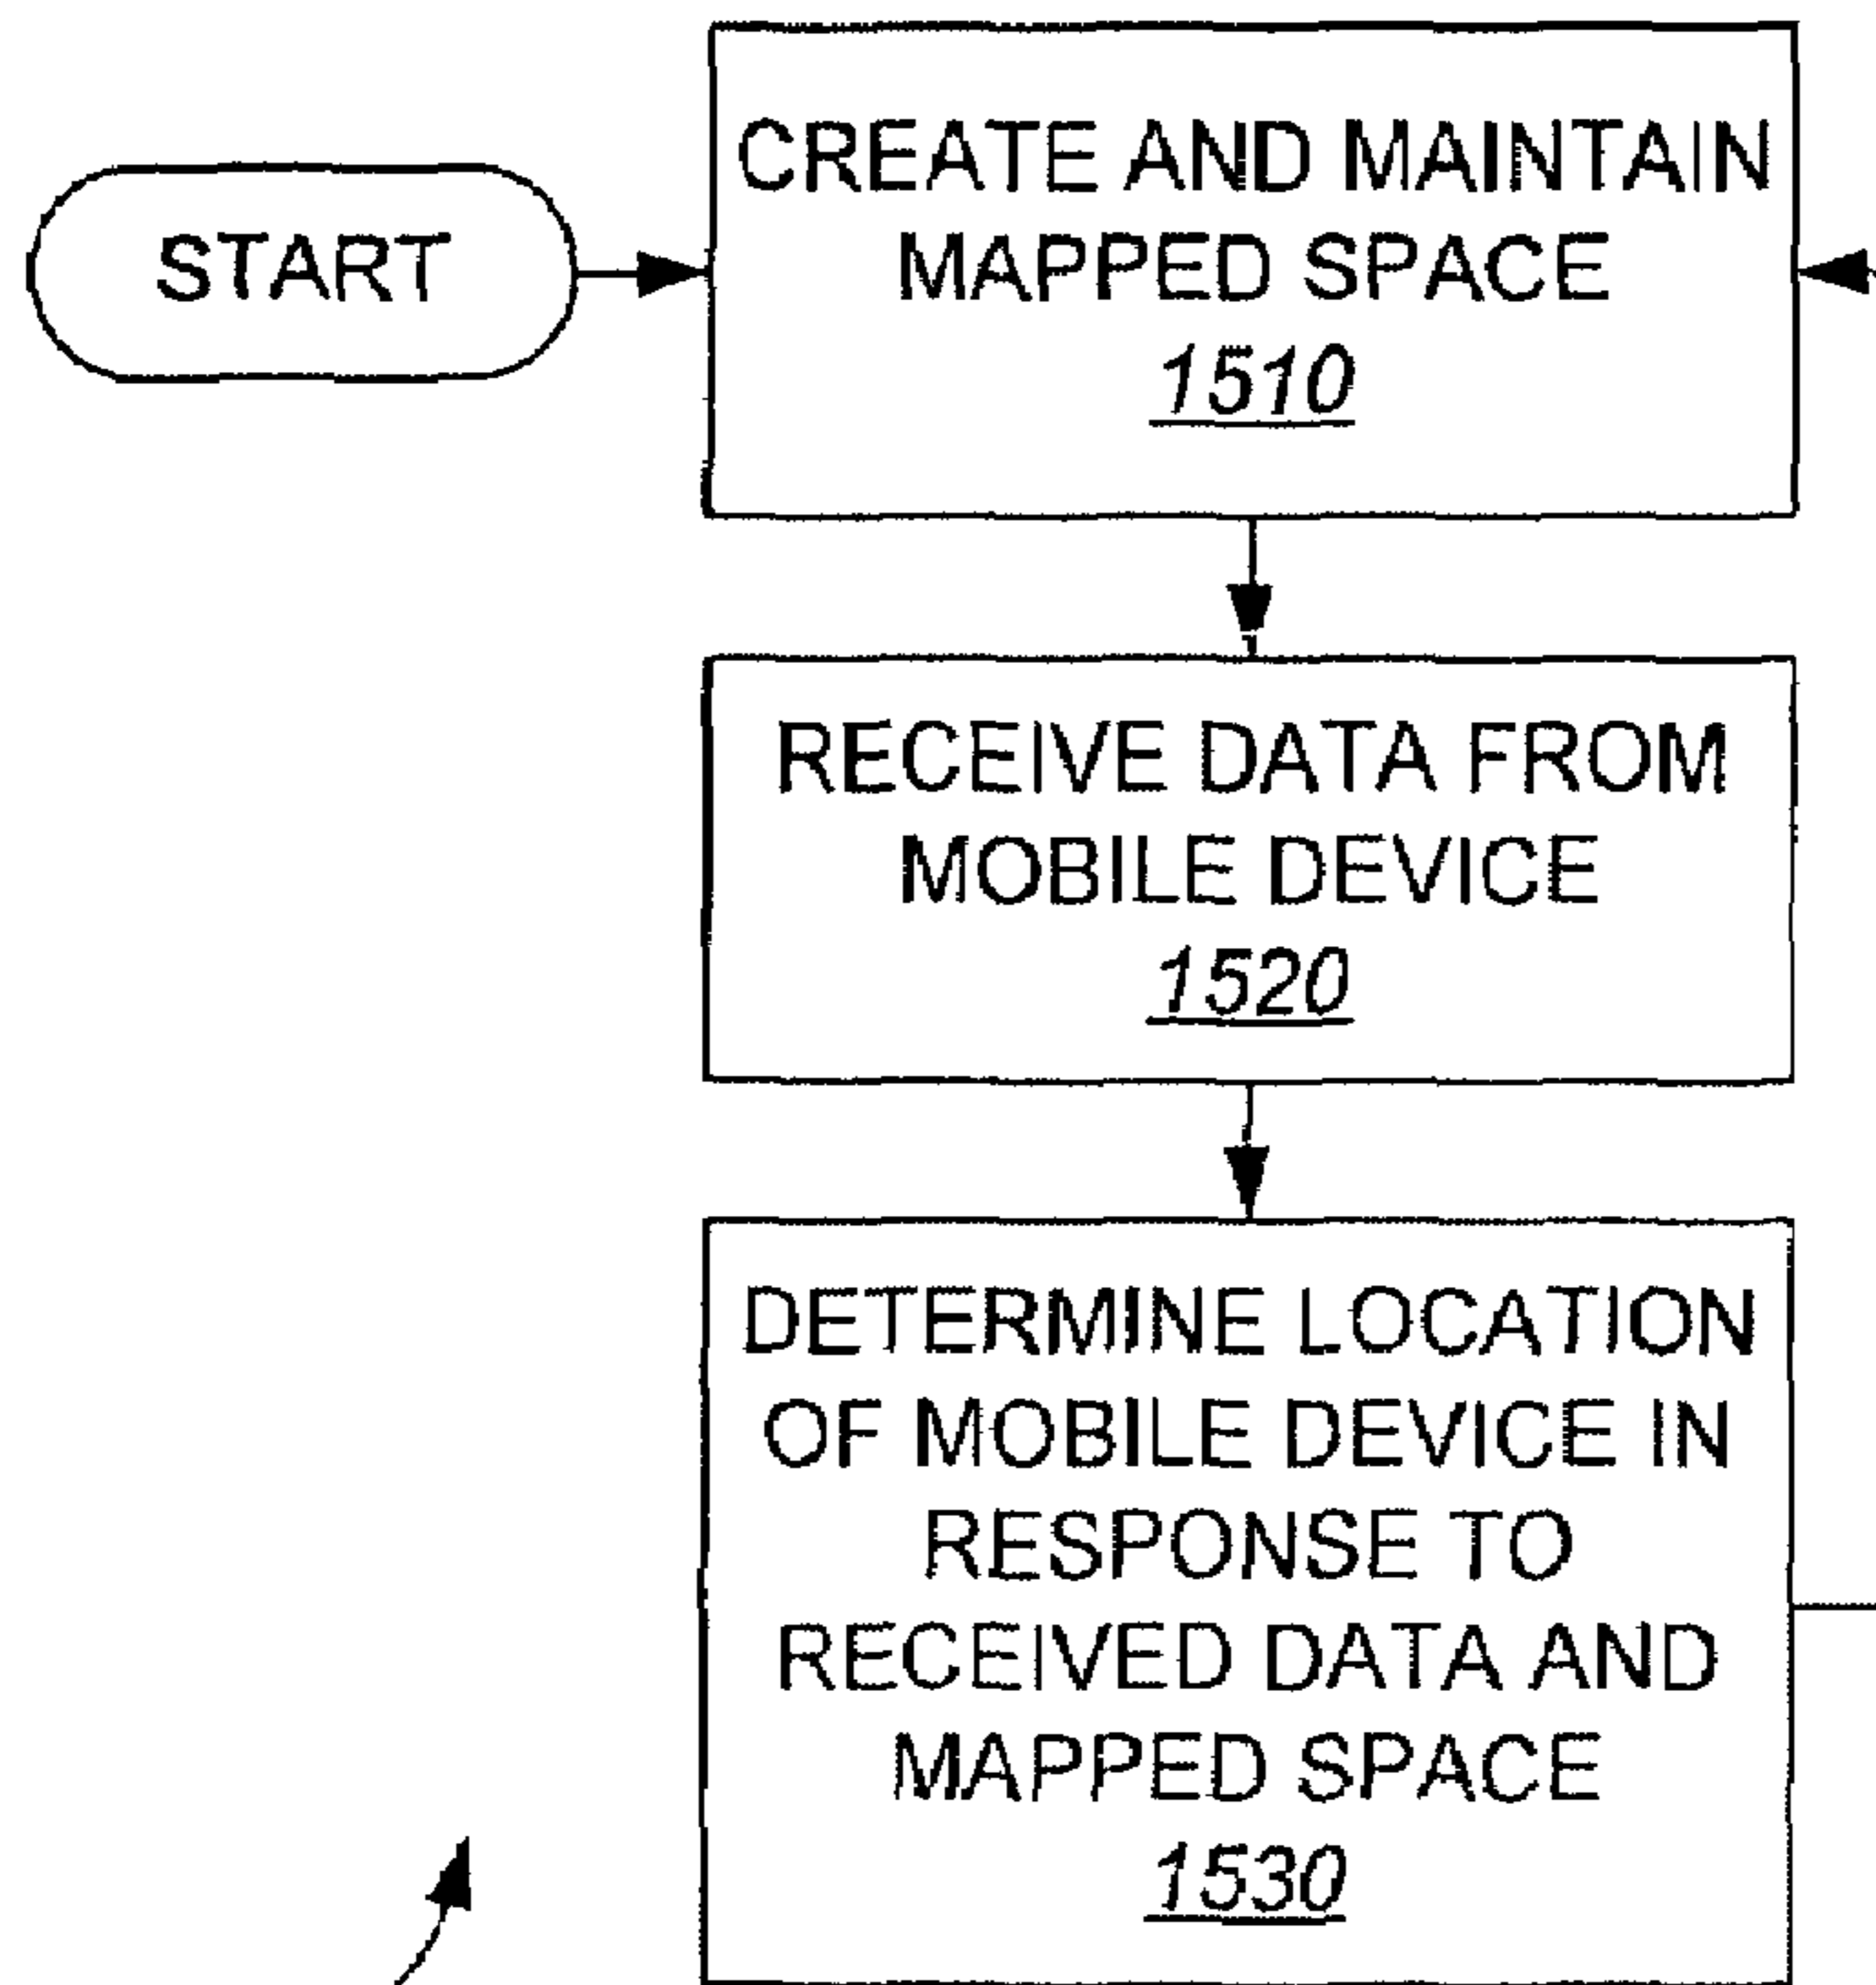 START
CREATE AND MAINTAIN
MAPPED SPACE
1510
RECEIVE DATA FROM
MOBILE DEVICE
1520
DETERMINE LOCATION
OF MOBILE DEVICE IN
RESPONSE TO
RECEIVED DATA AND
MAPPED SPACE
1530